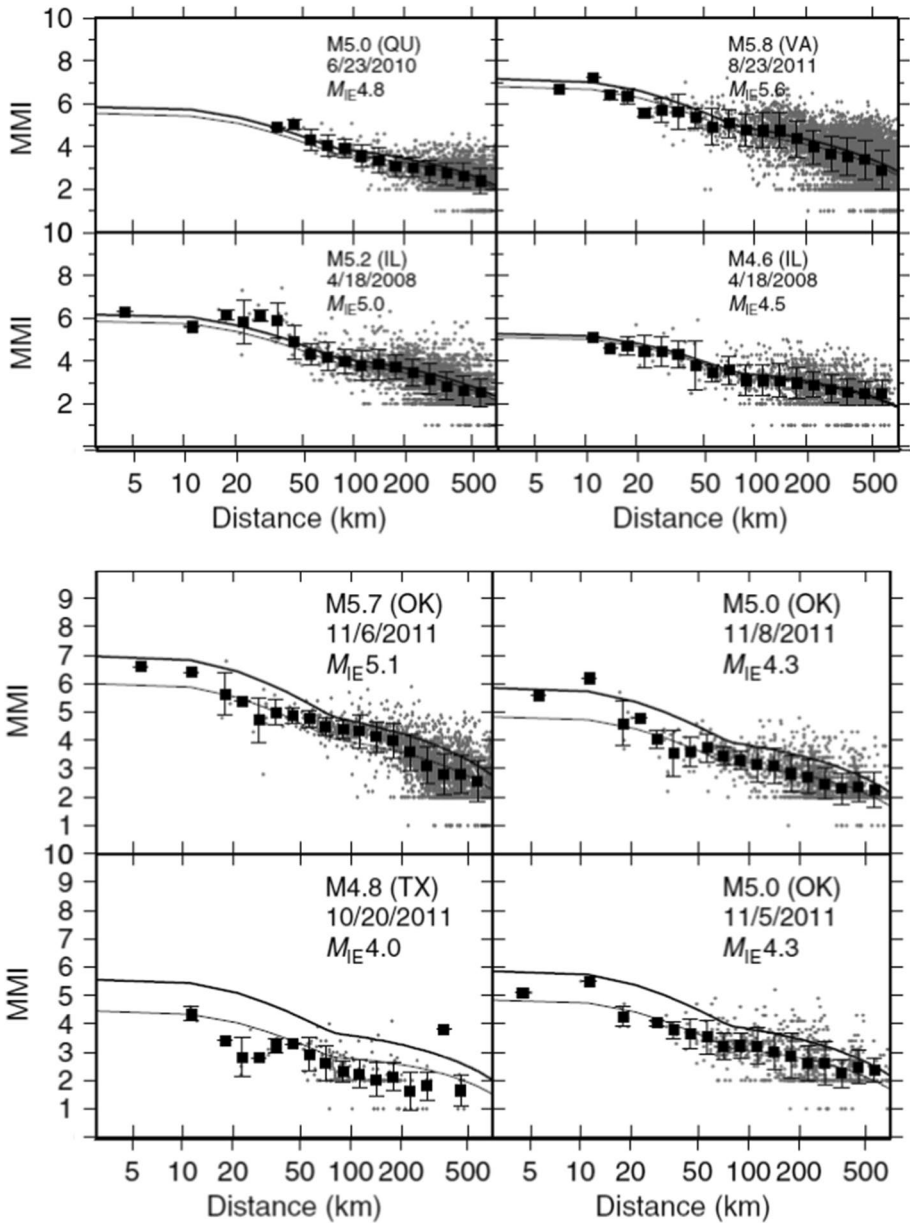 10
8
6
4
2
MMI
M5.0 (QU)
6/23/2010
MIE4.8
M5.8 (VA)
8/23/2011
MIE5.6
10
8
6
4
2
MMI
M5.2 (IL)
4/18/2008
MIE5.0
M4.6 (IL)
4/18/2008
MIE4.5
5 10 20 50 100 200 500
5 10 20 50 100 200 500
Distance (km)
Distance (km)
9
8
7
6
5
4
3
2
1
MMI
M5.7 (OK)
11/6/2011
MIE5.1
M5.0 (OK)
11/8/2011
MIE4.3
10
9
8
7
6
5
4
3
2
1
MMI
M4.8 (TX)
10/20/2011
MIE4.0
M5.0 (OK)
11/5/2011
MIE4.3
5 10 20 50 100 200 500
5 10 20 50 100 200 500
Distance (km)
Distance (km)